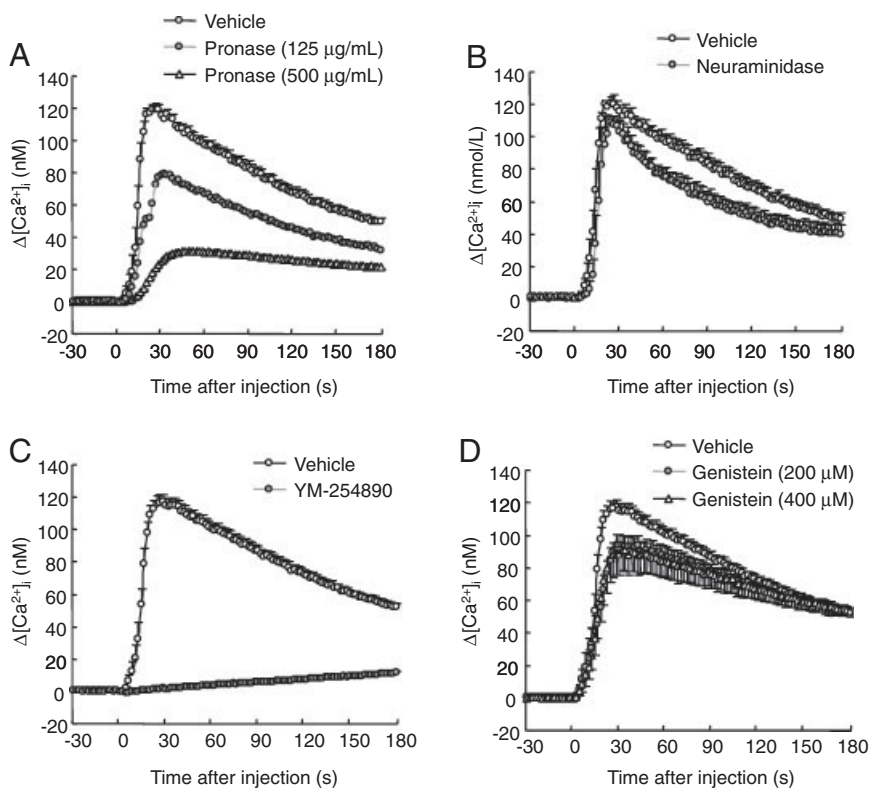 A
Vehicle
Pronase (125 µg/mL)
Pronase (500 µg/mL)
Δ[Ca²⁺]ᵢ (nM)
140
120
100
80
60
40
20
0
-20
-30 0 30 60 90 120 150 180
Time after injection (s)
B
Vehicle
Neuraminidase
Δ[Ca²⁺]i (nmol/L)
140
120
100
80
60
40
20
0
-20
-30 0 30 60 90 120 150 180
Time after injection (s)
C
Vehicle
YM-254890
Δ[Ca²⁺]ᵢ (nM)
140
120
100
80
60
40
20
0
-20
-30 0 30 60 90 120 150 180
Time after injection (s)
D
Vehicle
Genistein (200 µM)
Genistein (400 µM)
Δ[Ca²⁺]ᵢ (nM)
140
120
100
80
60
40
20
0
-20
-30 0 30 60 90 120 150 180
Time after injection (s)